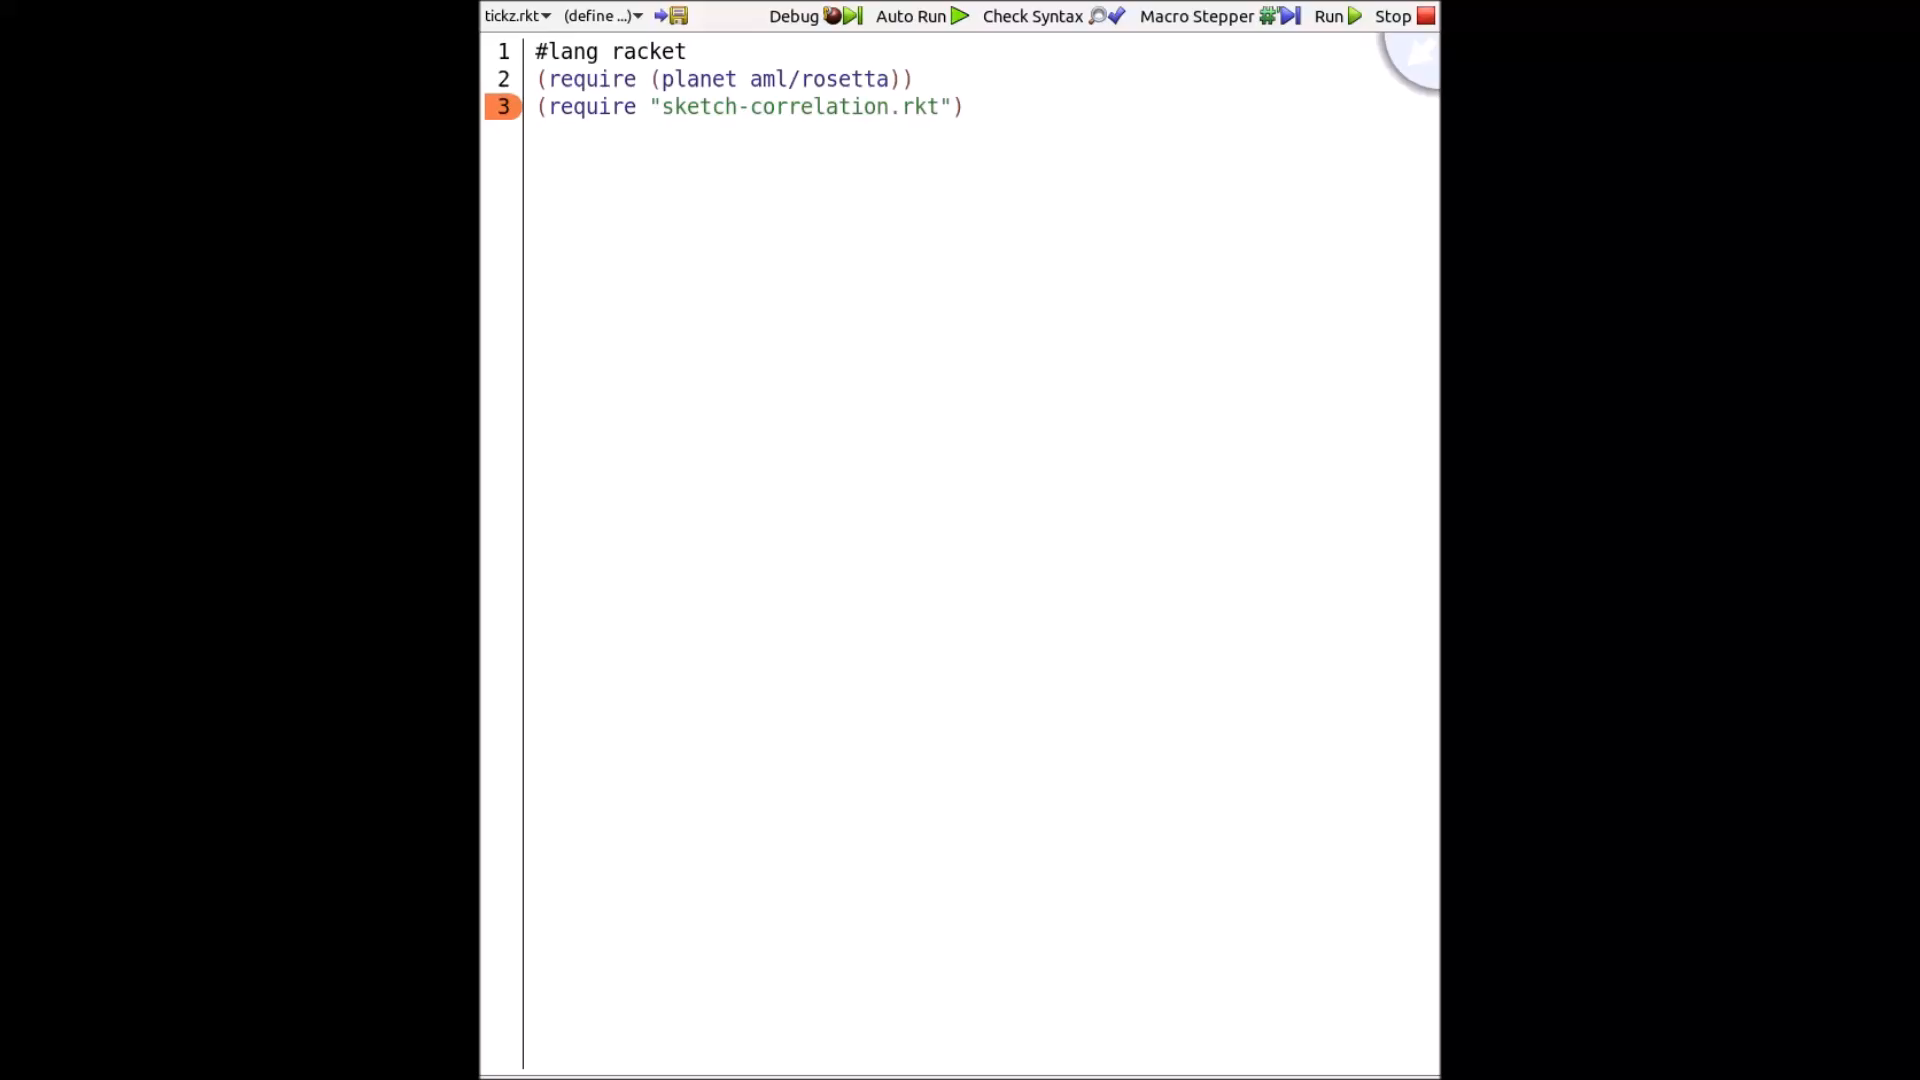 tickz.rkt (define ...) Debug Auto Run Check Syntax Macro Stepper Run Stop
1 #lang racket
2 (require (planet aml/rosetta))
3 (require "sketch-correlation.rkt")